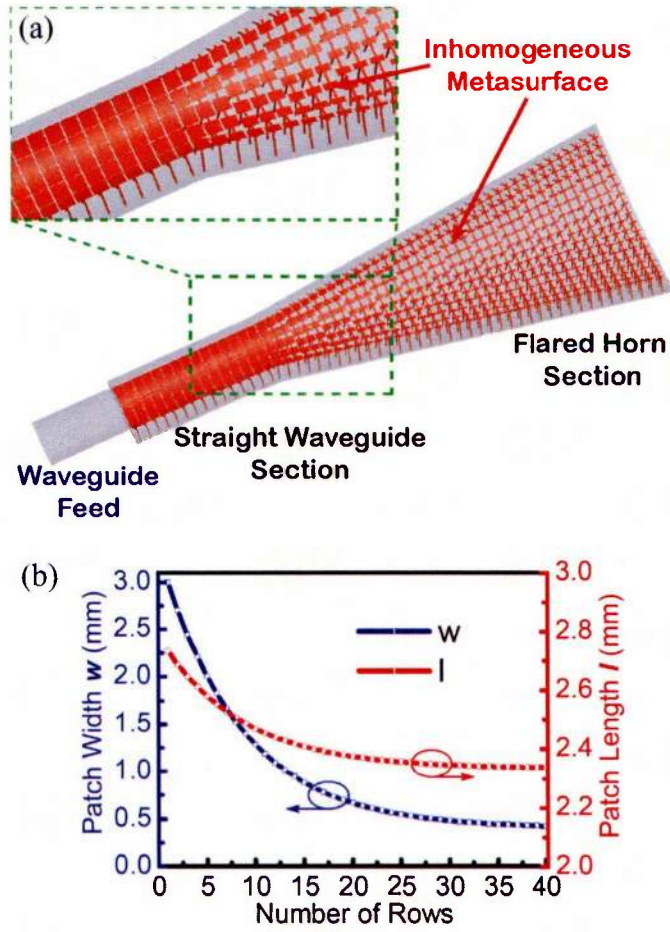 (a)
Inhomogeneous
Metasurface
Flared Horn
Section
Straight Waveguide
Section
Waveguide
Feed
(b)
3.0
2.5
2.0
1.5
1.0
0.5
0.0
Patch Width w (mm)
w
l
3.0
2.8
2.6
2.4
2.2
2.0
Patch Length l (mm)
0 5 10 15 20 25 30 35 40
Number of Rows